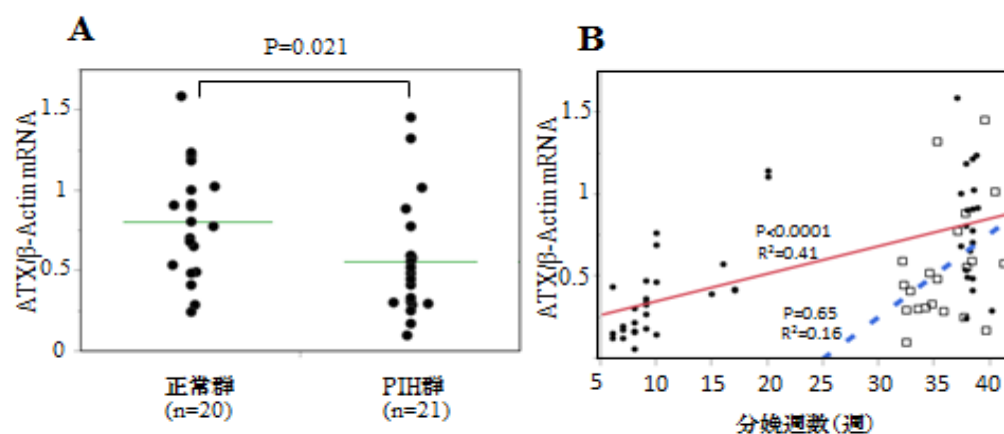 A
P=0.021
ATX/β-Actin mRNA
1.5
1
0.5
0
正常群
(n=20)
PIH群
(n=21)
B
ATX/β-Actin mRNA
1.5
1
0.5
P<0.0001
R²=0.41
P=0.65
R²=0.16
5 10 15 20 25 30 35 40
分娩週数(週)